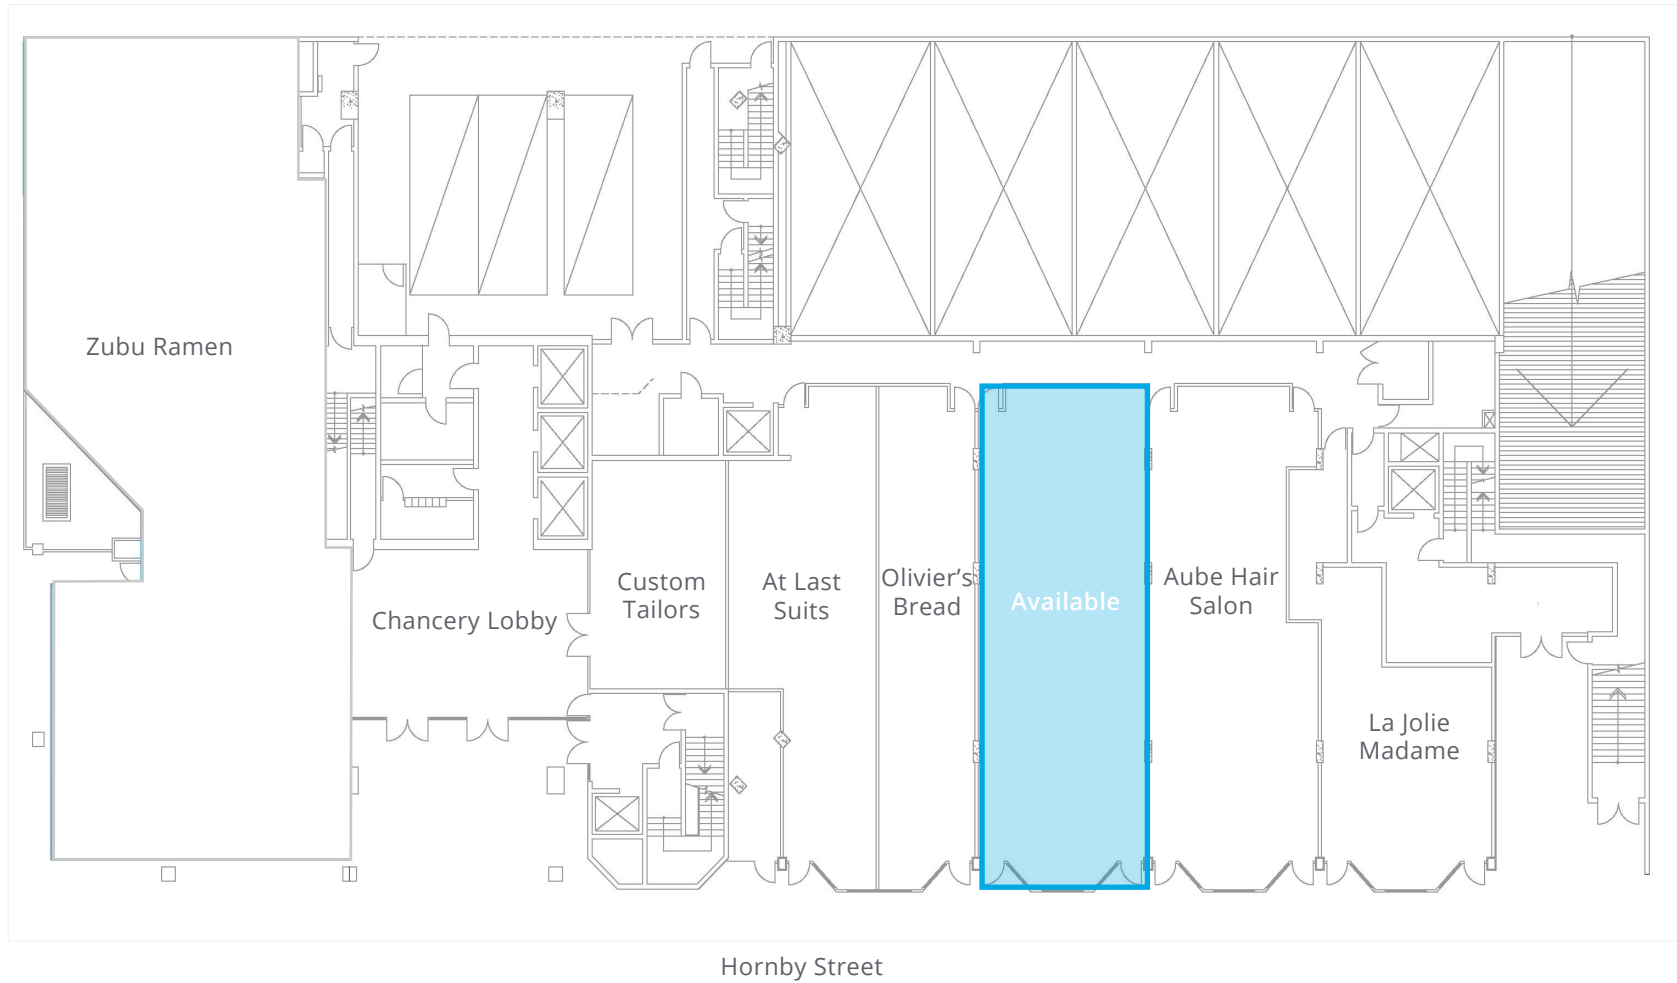 Zubu Ramen
Chancery Lobby
Custom
Tailors
At Last
Suits
Olivier’s
Bread
Available
Aube Hair
Salon
La Jolie
Madame
Hornby Street